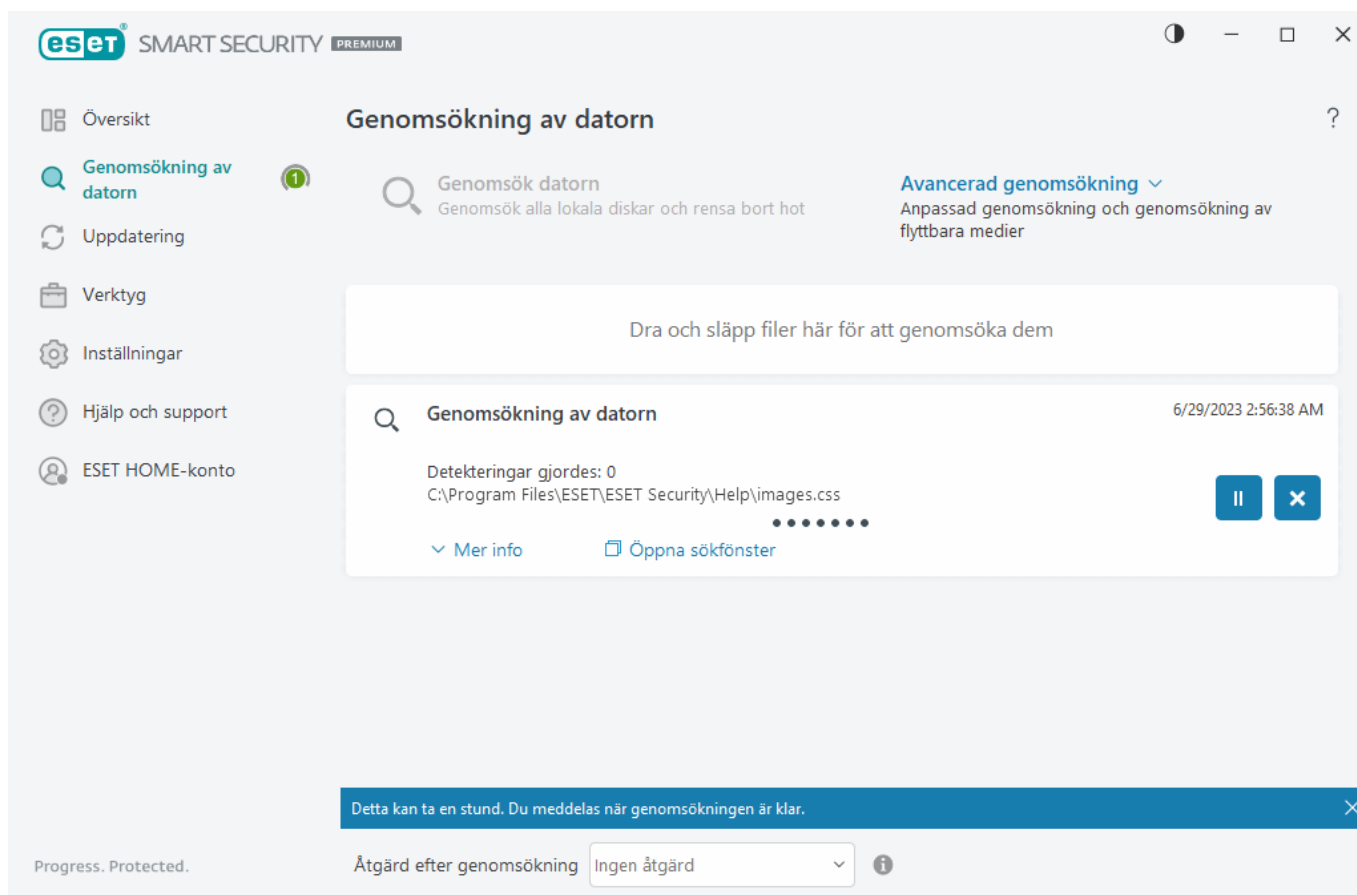 eset® SMART SECURITY PREMIUM
Översikt
Genomsökning av
datorn
1
Uppdatering
Verktyg
Inställningar
Hjälp och support
ESET HOME-konto
Progress. Protected.
Genomsökning av datorn
?
Genomsök datorn
Genomsök alla lokala diskar och rensa bort hot
Avancerad genomsökning
Anpassad genomsökning och genomsökning av
flyttbara medier
Dra och släpp filer här för att genomsöka dem
Genomsökning av datorn
6/29/2023 2:56:38 AM
Detekteringar gjordes: 0
C:\Program Files\ESET\ESET Security\Help\images.css
Mer info
Öppna sökfönster
Detta kan ta en stund. Du meddelas när genomsökningen är klar.
Åtgärd efter genomsökning Ingen åtgärd